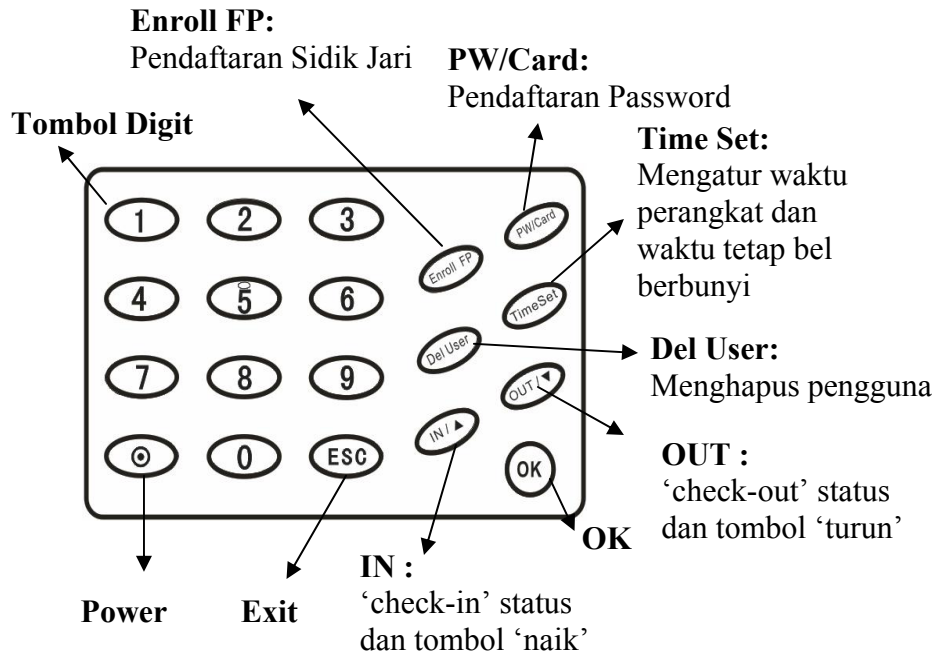 Enroll FP:
Pendaftaran Sidik Jari
PW/Card:
Pendaftaran Password
Tombol Digit
Time Set:
Mengatur waktu
perangkat dan
waktu tetap bel
berbunyi
1 2 3
PW/Card
Enroll FP
4 5 6
TimeSet
Del User
Del User:
Menghapus pengguna
7 8 9
OUT/▼
IN/▲
⊙ 0 ESC
OK
OUT :
‘check-out’ status
dan tombol ‘turun’
OK
IN :
‘check-in’ status
dan tombol ‘naik’
Power
Exit